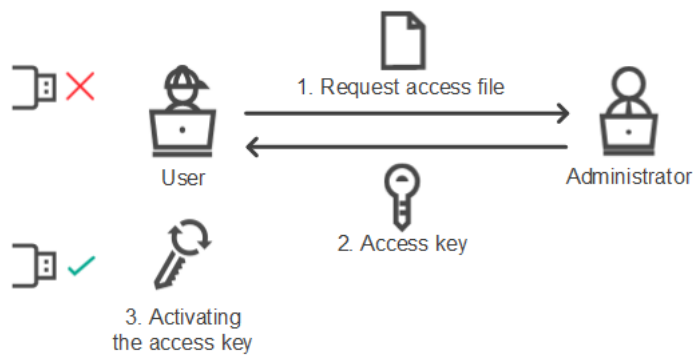 1. Request access file
User
Administrator
2. Access key
3. Activating
the access key